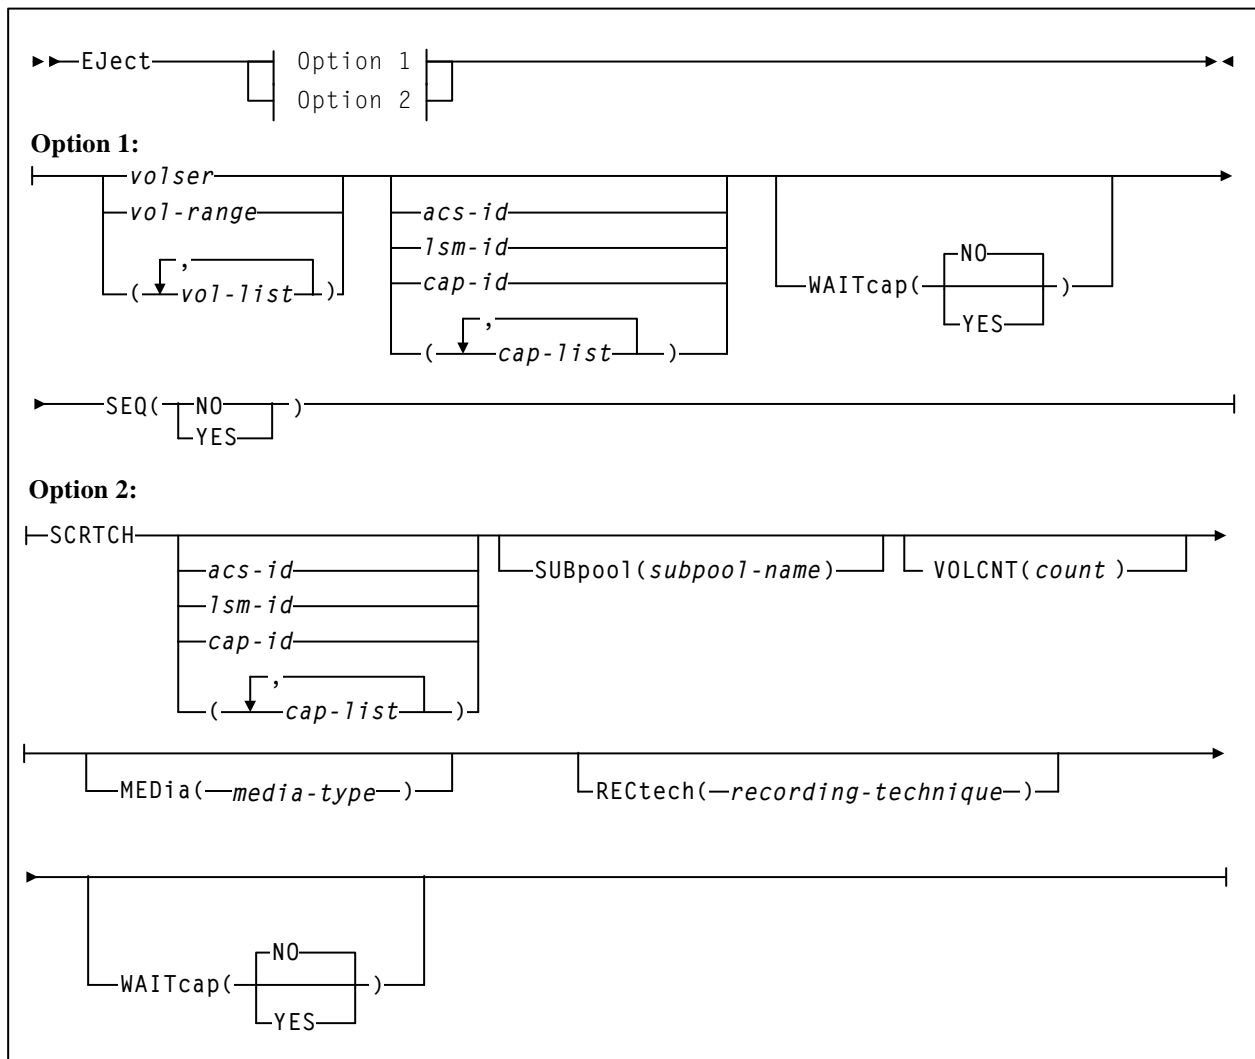 EJect Option 1
Option 2
Option 1:
volser
vol-range
( , vol-list )
acs-id
lsm-id
cap-id
( , cap-list )
WAITcap( NO )
YES
SEQ( NO )
YES
Option 2:
SCRTCH
acs-id
lsm-id
cap-id
( , cap-list )
SUBpool(subpool-name)
VOLCNT(count)
MEDia(media-type) RECtech(recording-technique)
WAITcap( NO )
YES